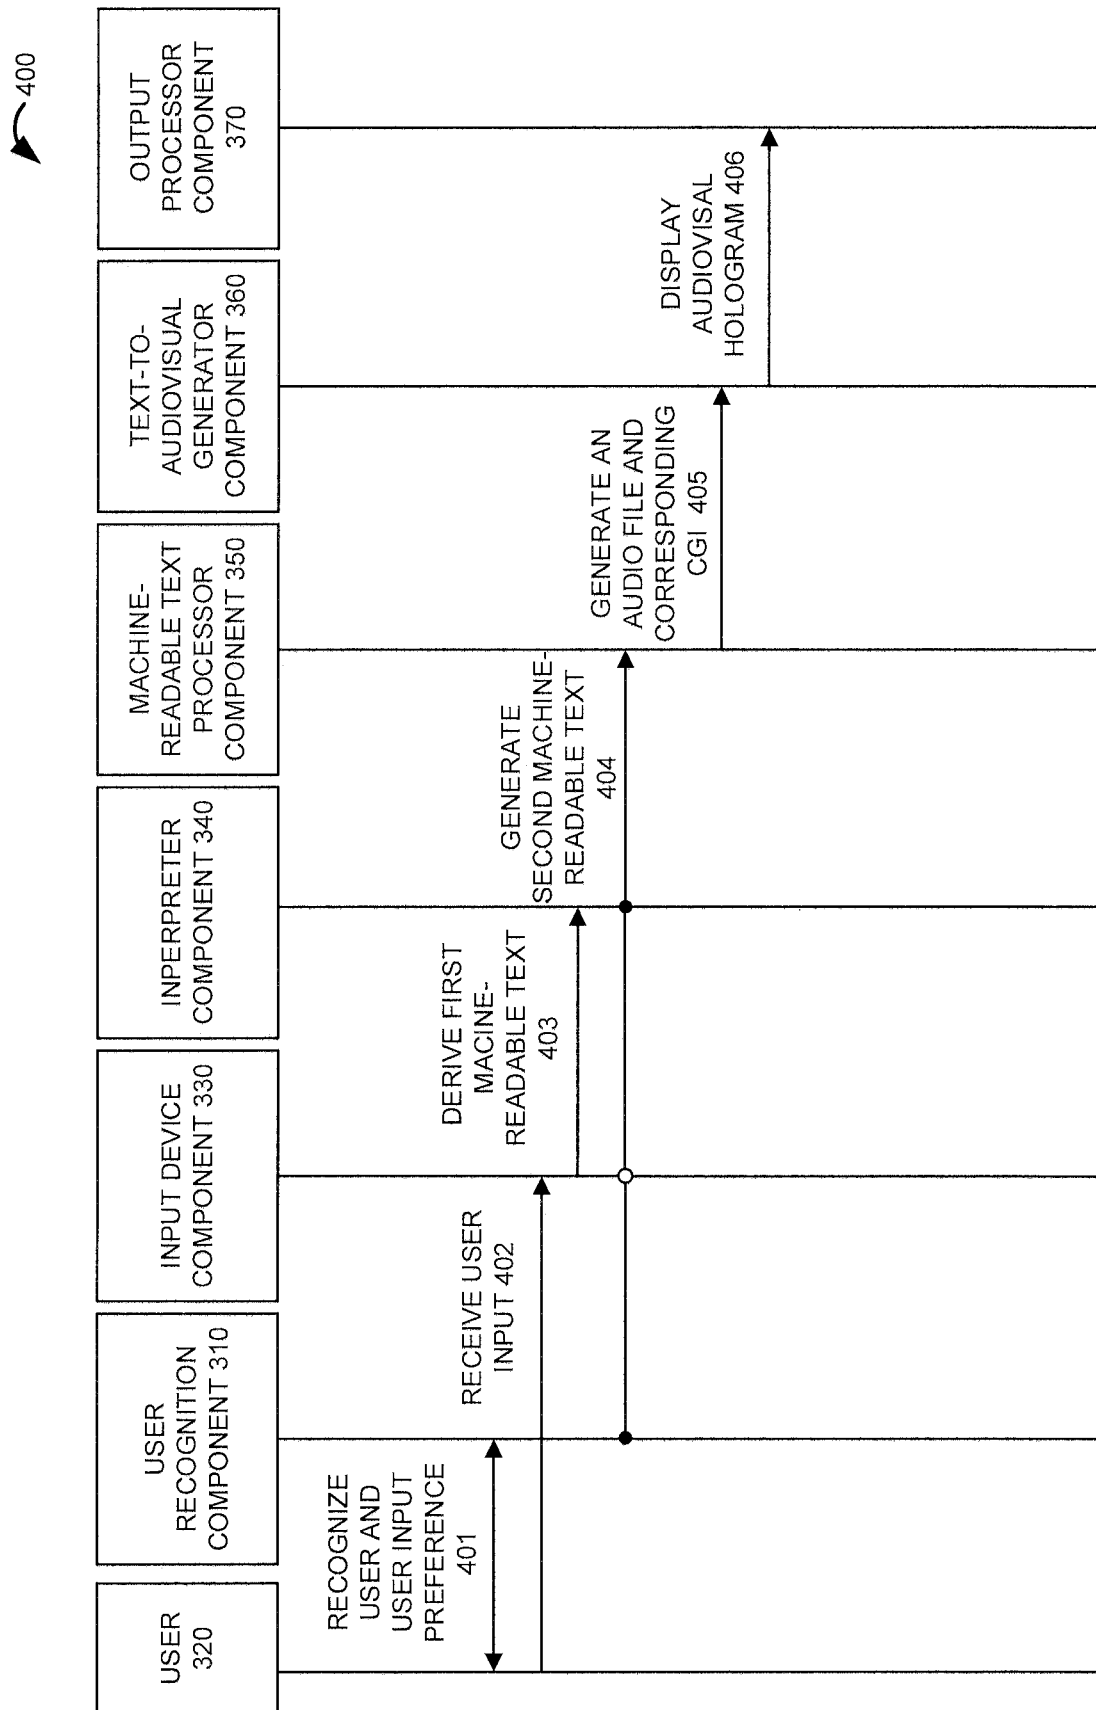 400
USER
320
USER
RECOGNITION
COMPONENT 310
INPUT DEVICE
COMPONENT 330
INPERPRETER
COMPONENT 340
MACHINE-
READABLE TEXT
PROCESSOR
COMPONENT 350
TEXT-TO-
AUDIOVISUAL
GENERATOR
COMPONENT 360
OUTPUT
PROCESSOR
COMPONENT
370
RECOGNIZE
USER AND
USER INPUT
PREFERENCE
401
RECEIVE USER
INPUT 402
DERIVE FIRST
MACINE-
READABLE TEXT
403
GENERATE
SECOND MACHINE-
READABLE TEXT
404
GENERATE AN
AUDIO FILE AND
CORRESPONDING
CGI 405
DISPLAY
AUDIOVISAL
HOLOGRAM 406